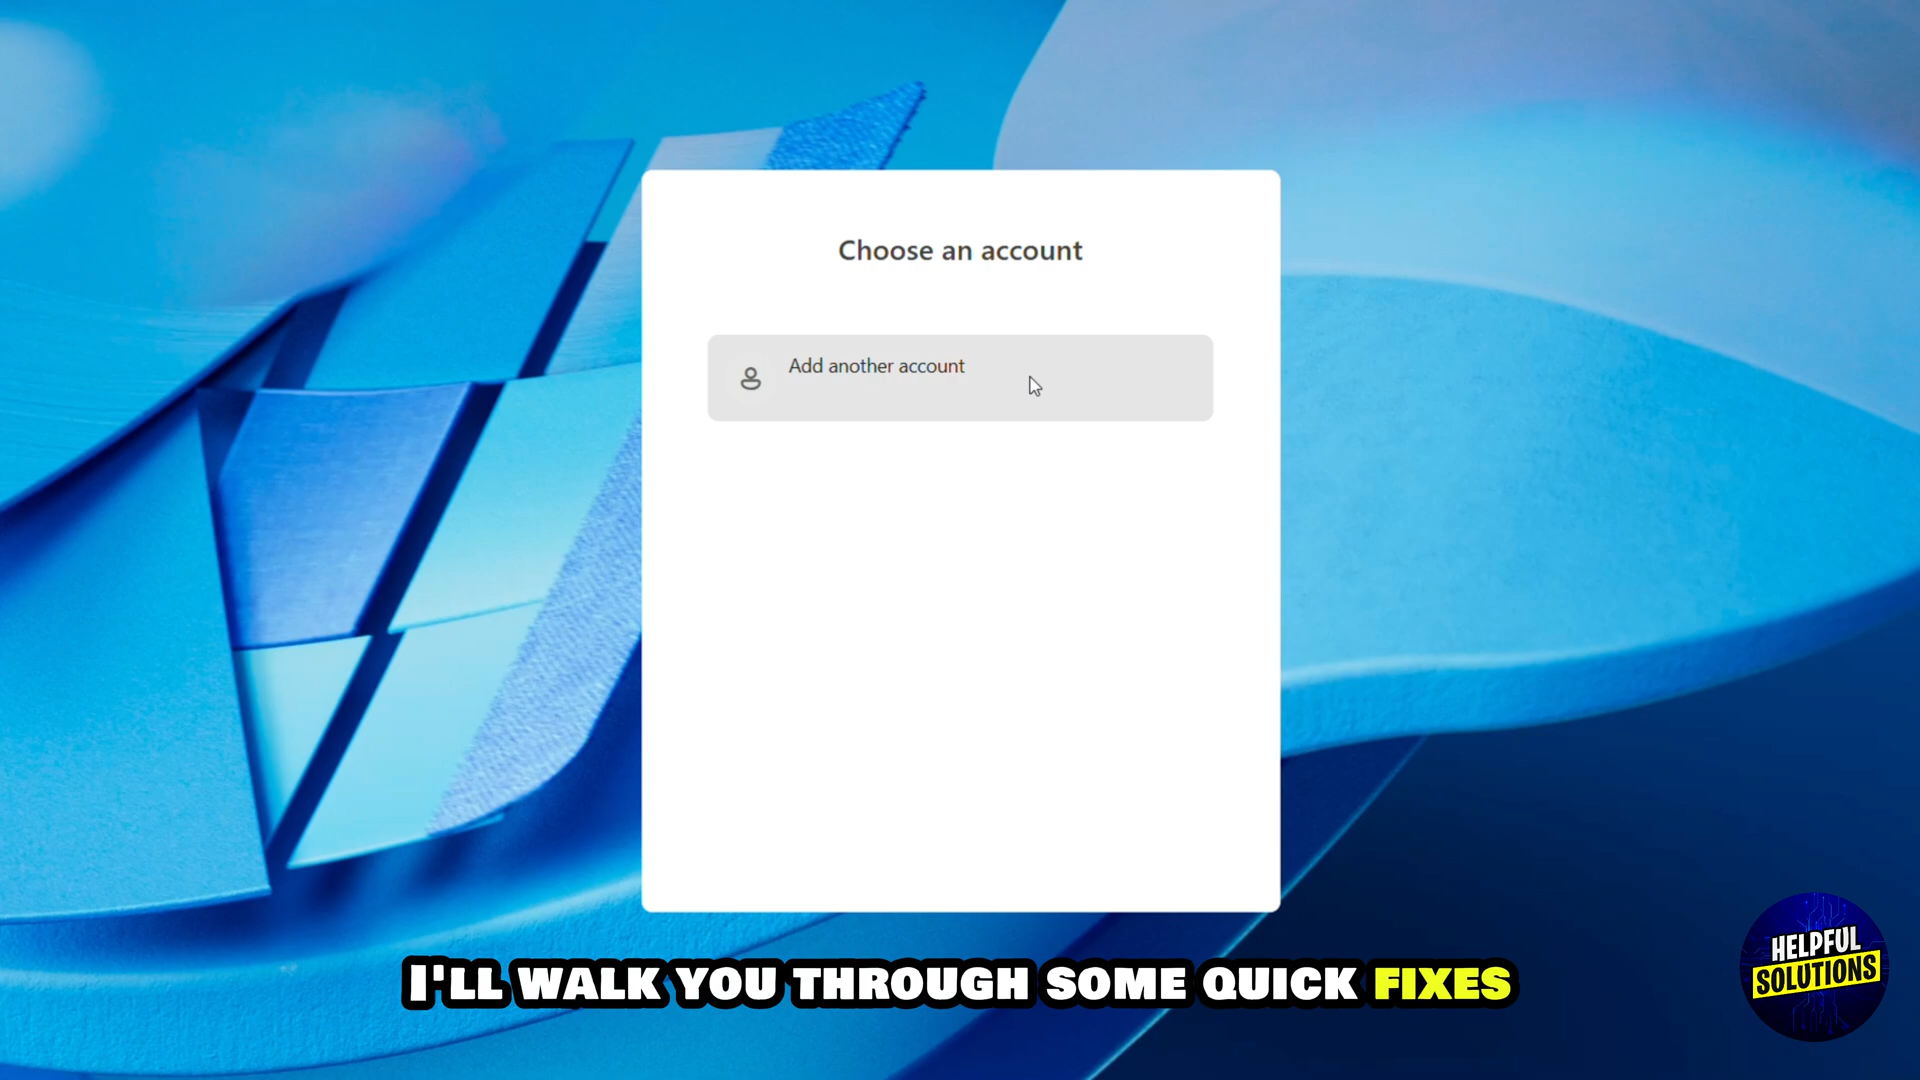 Choose an account
Add another account
I'LL WALK YOU THROUGH SOME QUICK FIXES
HELPFUL
SOLUTIONS